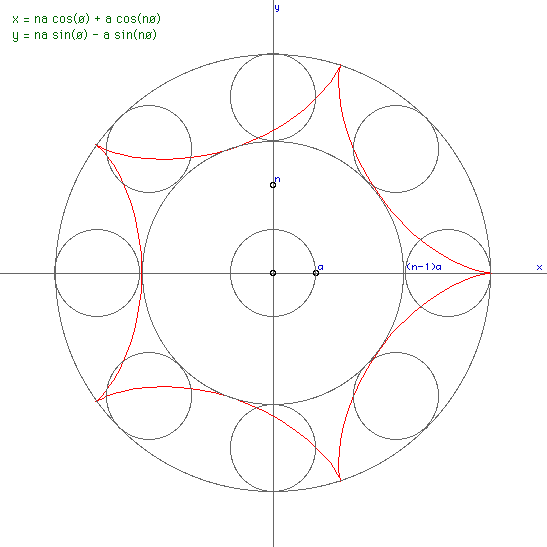 x = na cos(ø) + a cos(nø)
y = na sin(ø) - a sin(nø)
y
n
a
(n-1)a
x